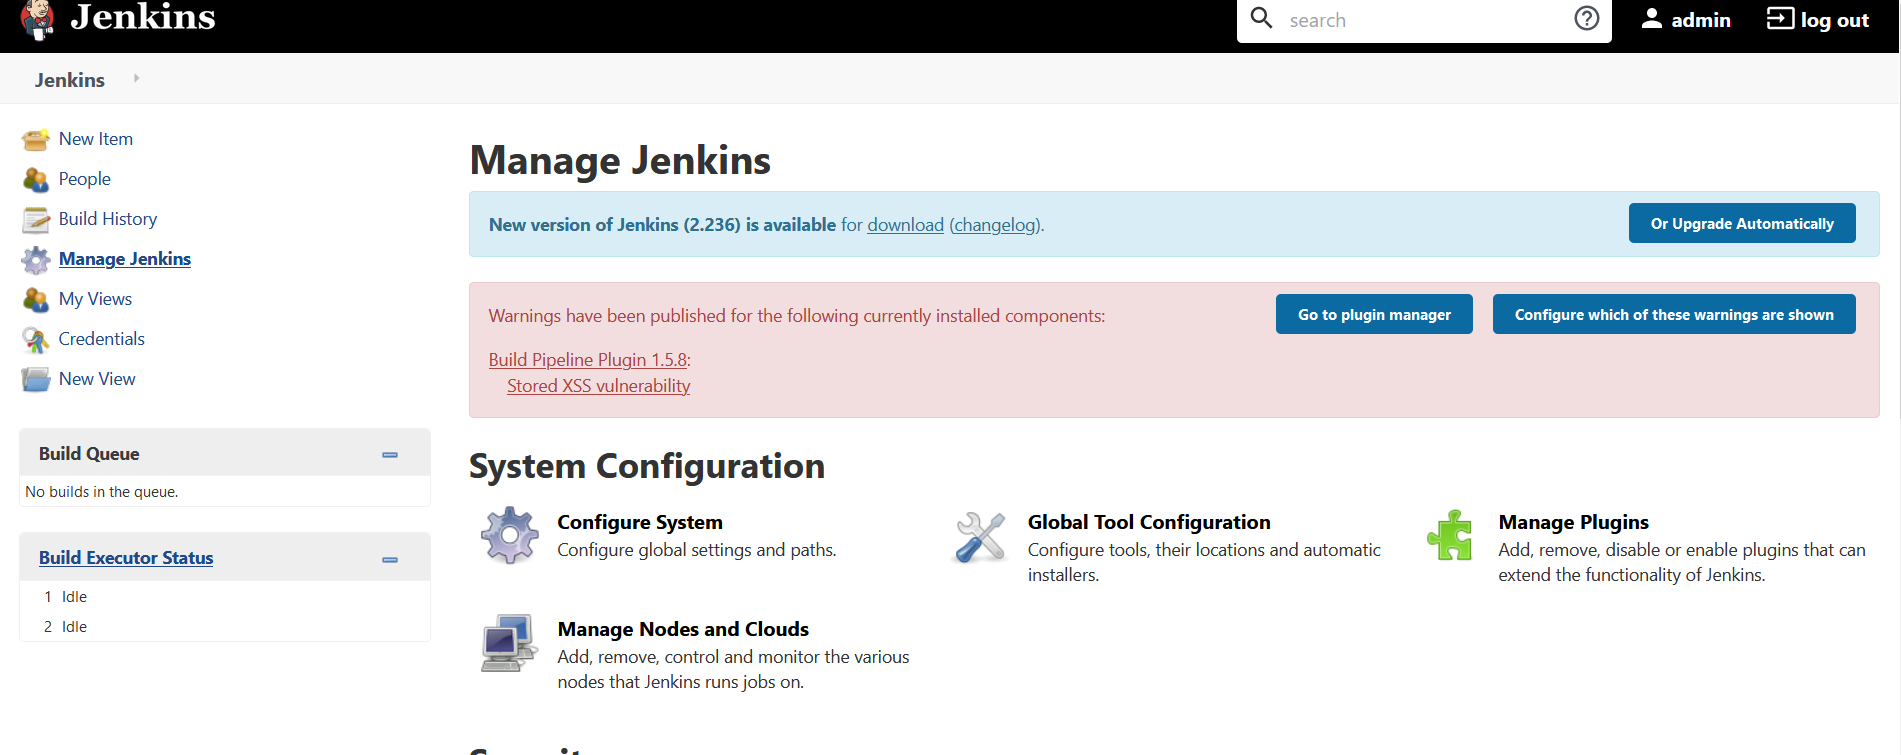 Jenkins
search
admin
log out
Jenkins
New Item
People
Build History
Manage Jenkins
My Views
Credentials
New View
Build Queue
No builds in the queue.
Build Executor Status
1 Idle
2 Idle
Manage Jenkins
New version of Jenkins (2.236) is available for download (changelog).
Or Upgrade Automatically
Warnings have been published for the following currently installed components:
Go to plugin manager
Configure which of these warnings are shown
Build Pipeline Plugin 1.5.8:
Stored XSS vulnerability
System Configuration
Configure System
Configure global settings and paths.
Global Tool Configuration
Configure tools, their locations and automatic
installers.
Manage Plugins
Add, remove, disable or enable plugins that can
extend the functionality of Jenkins.
Manage Nodes and Clouds
Add, remove, control and monitor the various
nodes that Jenkins runs jobs on.